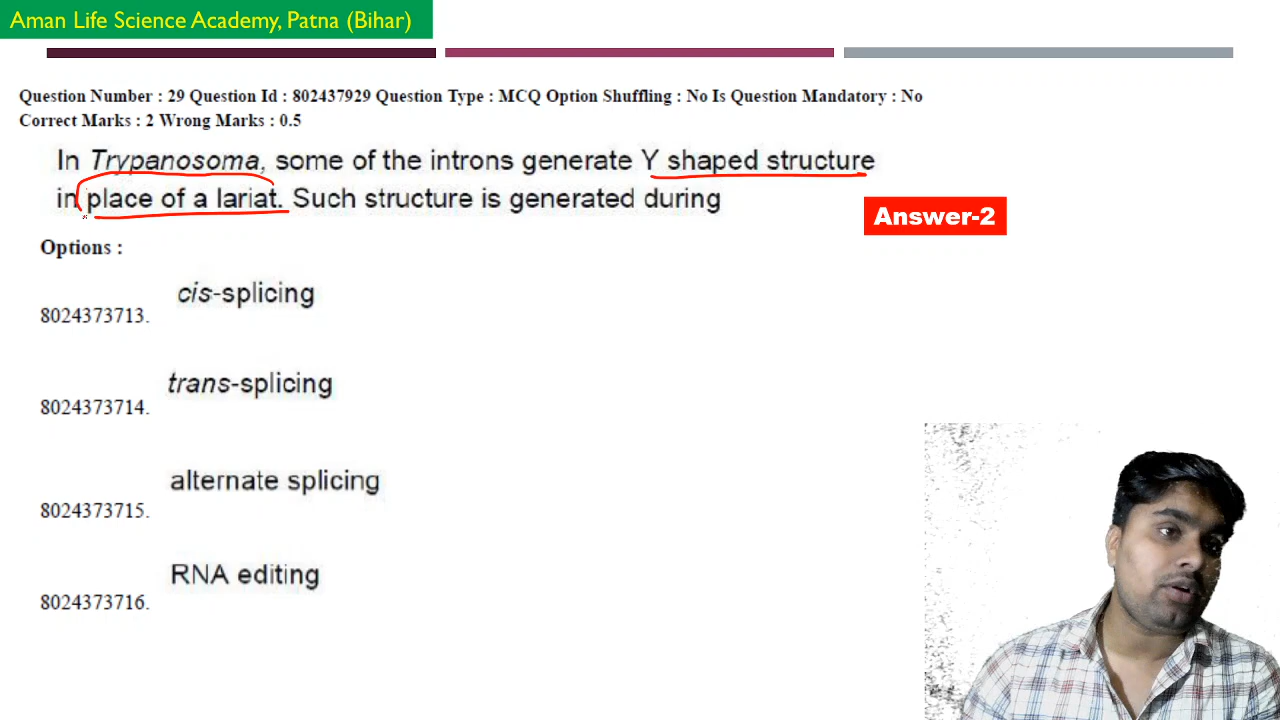 Aman Life Science Academy, Patna (Bihar)
Question Number : 29 Question Id : 802437929 Question Type : MCQ Option Shuffling : No Is Question Mandatory : No
Correct Marks : 2 Wrong Marks : 0.5
In Trypanosoma, some of the introns generate Y shaped structure
in place of a lariat. Such structure is generated during
Answer-2
Options :
cis-splicing
8024373713.
trans-splicing
8024373714.
alternate splicing
8024373715.
RNA editing
8024373716.